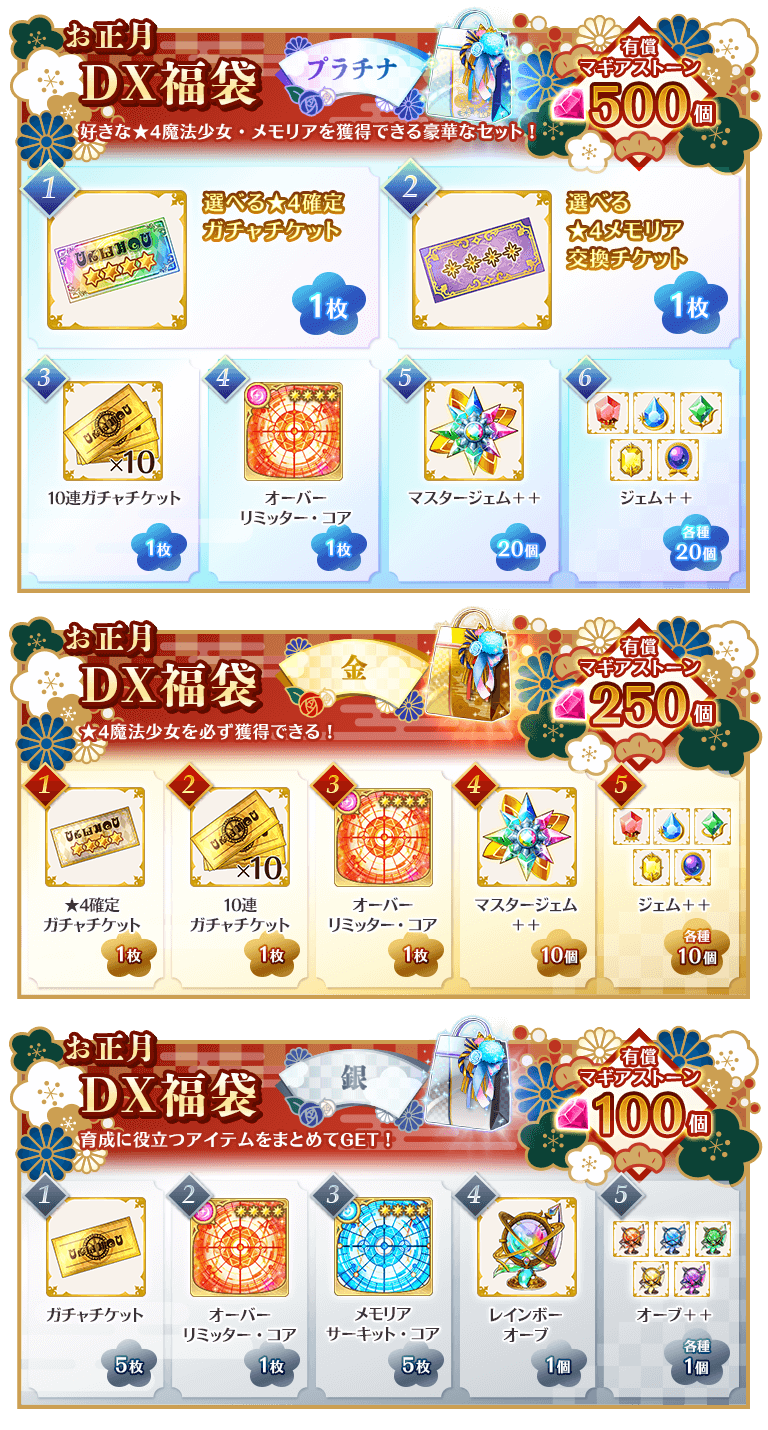 お正月
DX福袋
プラチナ
有償
マギアストーン
500個
好きな★4魔法少女・メモリアを獲得できる豪華なセット！
1
選べる★4確定
ガチャチケット
1枚
2
選べる
★4メモリア
交換チケット
1枚
3
×10
10連ガチャチケット
1枚
4
オーバー
リミッター・コア
1枚
5
マスタージェム＋＋
20個
6
ジェム＋＋
各種
20個
お正月
DX福袋
金
有償
マギアストーン
250個
★4魔法少女を必ず獲得できる！
1
★4確定
ガチャチケット
1枚
2
×10
10連
ガチャチケット
1枚
3
オーバー
リミッター・コア
1枚
4
マスタージェム
＋＋
10個
5
ジェム＋＋
各種
10個
お正月
DX福袋
銀
有償
マギアストーン
100個
育成に役立つアイテムをまとめてGET！
1
ガチャチケット
5枚
2
オーバー
リミッター・コア
1枚
3
メモリア
サーキット・コア
5枚
4
レインボー
オーブ
1個
5
オーブ＋＋
各種
1個